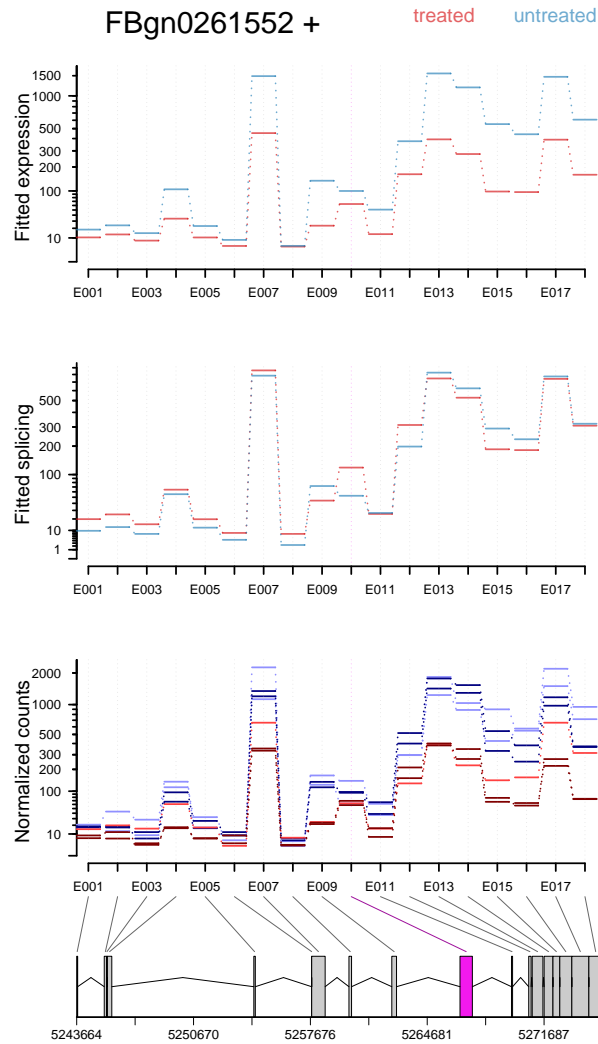 FBgn0261552 + treated untreated
Fitted expression
1500
1000
500
300
200
100
10
E001 E003 E005 E007 E009 E011 E013 E015 E017
Fitted splicing
500
300
200
100
10
1
E001 E003 E005 E007 E009 E011 E013 E015 E017
Normalized counts
2000
1000
500
300
200
100
10
E001 E003 E005 E007 E009 E011 E013 E015 E017
5243664 5250670 5257676 5264681 5271687